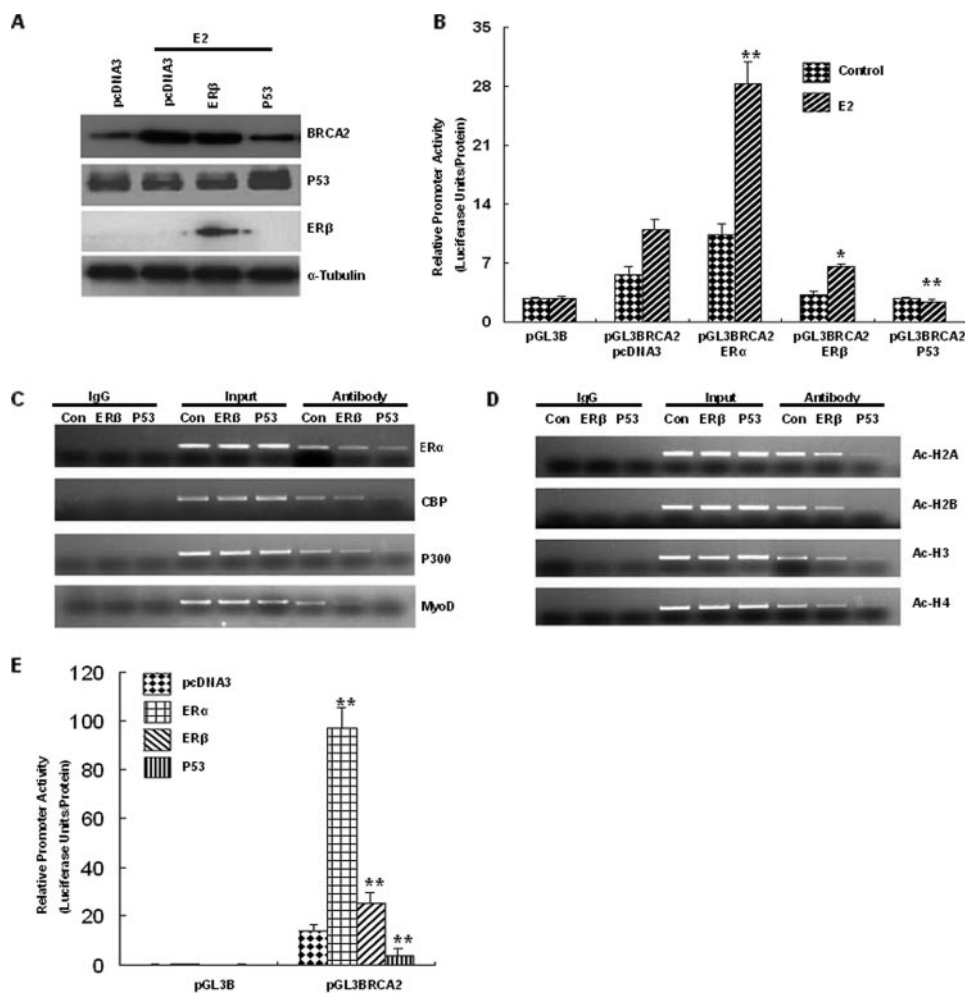 A
E2
pcDNA3
pcDNA3
ERβ
P53
BRCA2
P53
ERβ
α-Tubulin
B
Relative Promoter Activity
(Luciferase Units/Protein)
35
28
21
14
7
0
**
*
**
Control
E2
pGL3B
pGL3BRCA2
pcDNA3
pGL3BRCA2
ERα
pGL3BRCA2
ERβ
pGL3BRCA2
P53
C
IgG Input Antibody
Con ERβ P53 Con ERβ P53 Con ERβ P53
ERα
CBP
P300
MyoD
D
IgG Input Antibody
Con ERβ P53 Con ERβ P53 Con ERβ P53
Ac-H2A
Ac-H2B
Ac-H3
Ac-H4
E
Relative Promoter Activity
(Luciferase Units/Protein)
120
100
80
60
40
20
0
pcDNA3
ERα
ERβ
P53
**
**
**
pGL3B
pGL3BRCA2